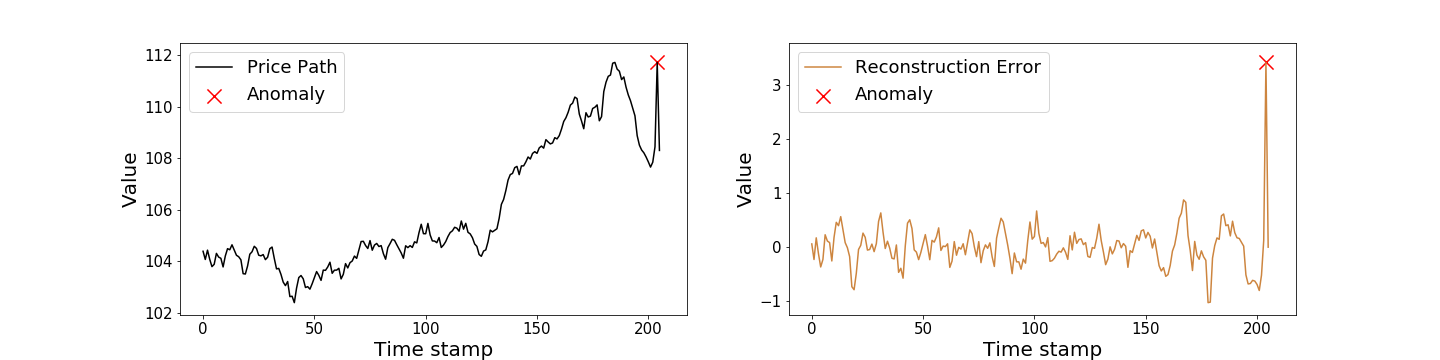 112
110
108
106
104
102
Value
Price Path
Anomaly
0
50
100
150
200
Time stamp
3
2
1
0
−1
Value
Reconstruction Error
Anomaly
0
50
100
150
200
Time stamp